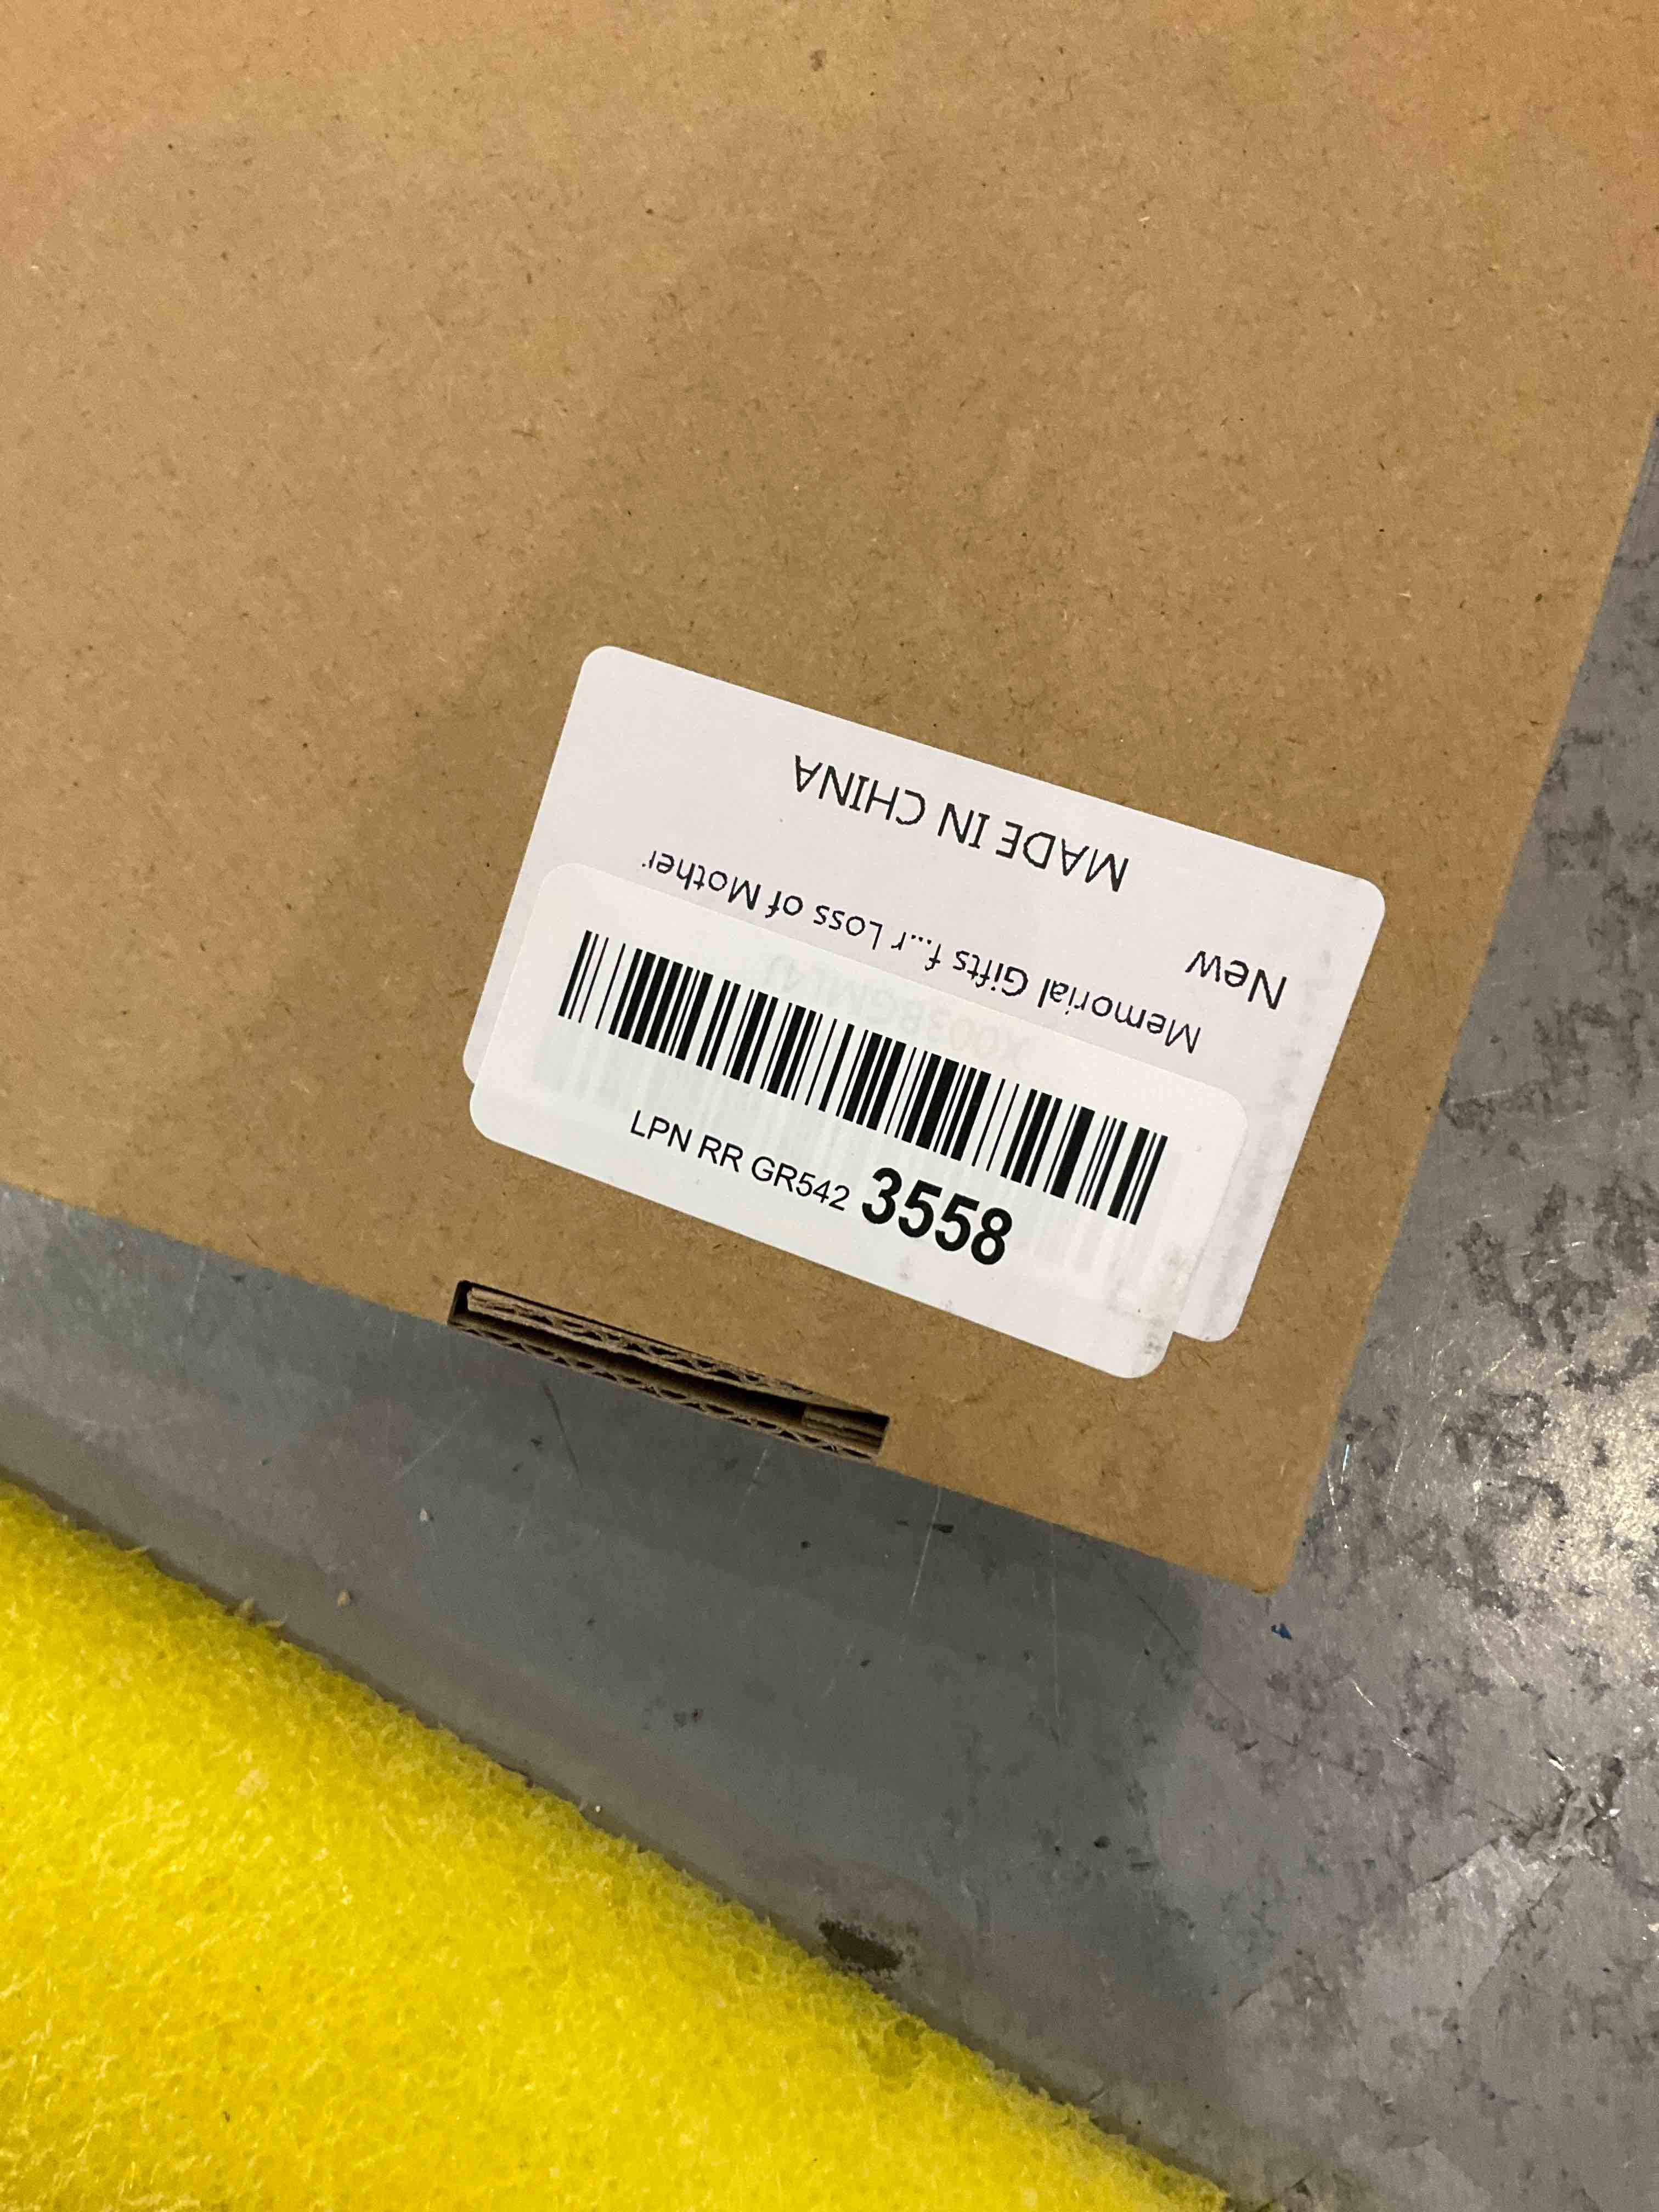 LPN RR GR542 3558
Memorial Gifts f...r Loss of Mother
New
MADE IN CHINA